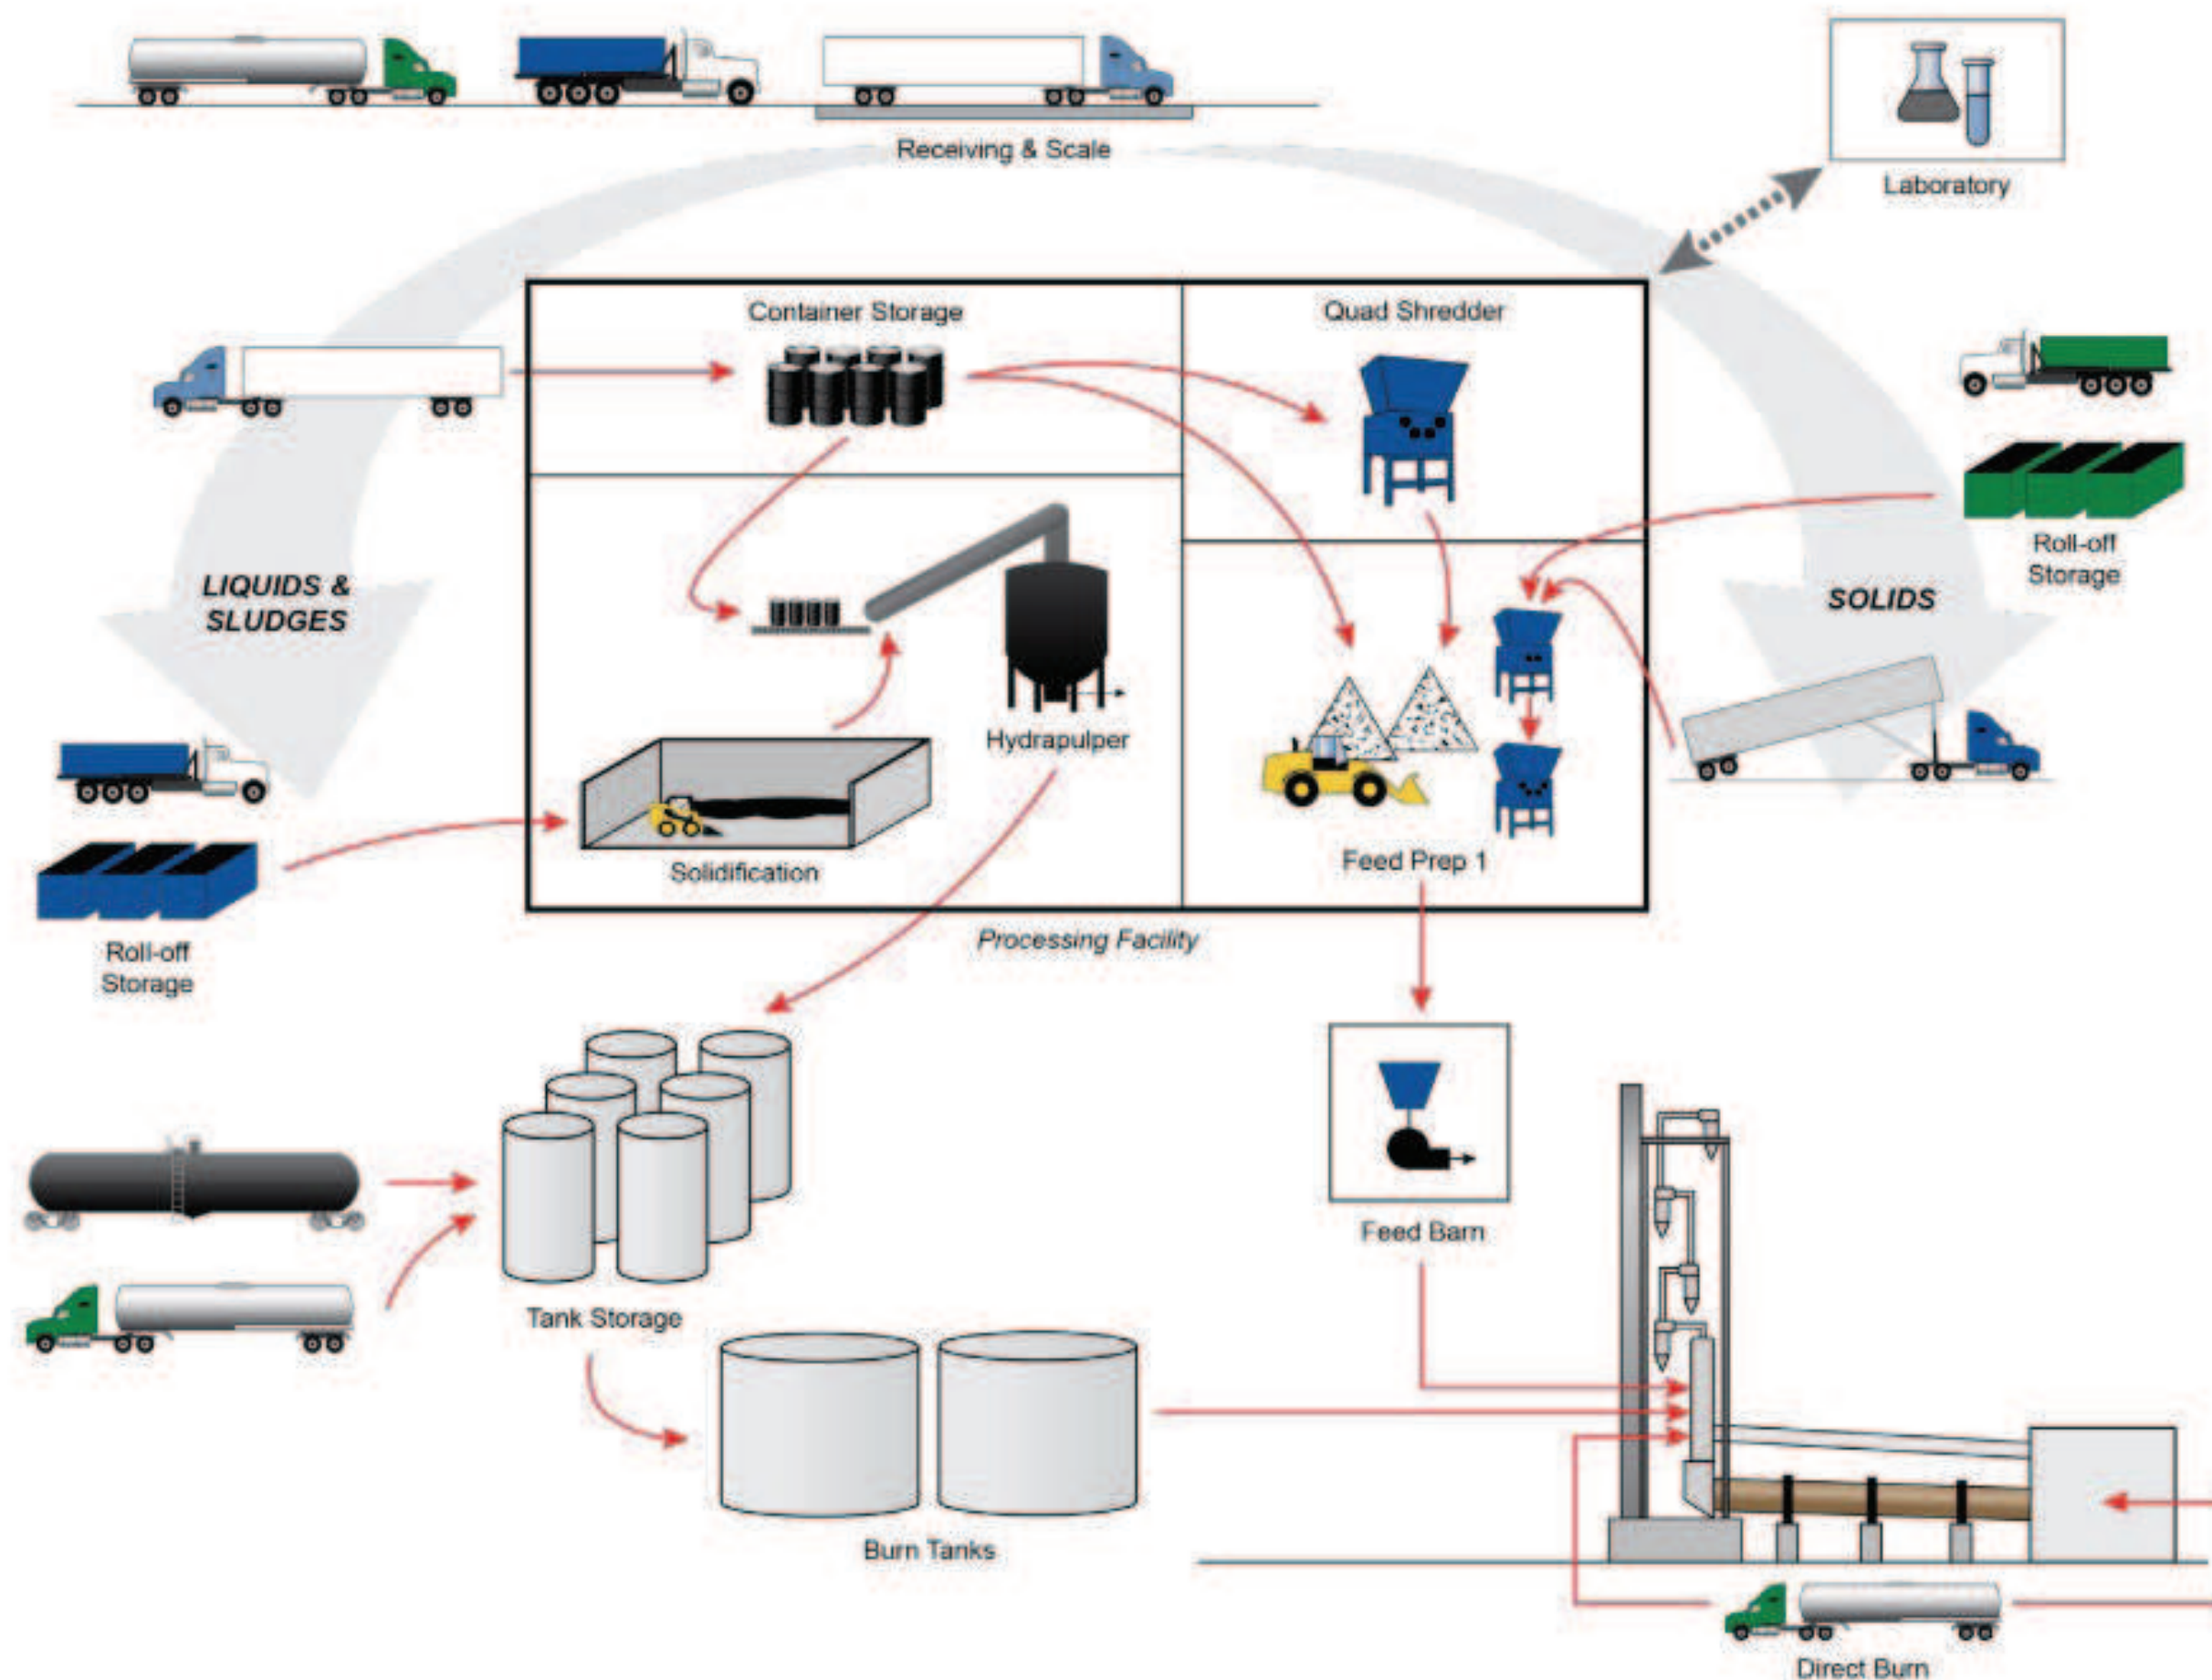 Receiving & Scale
Laboratory
Container Storage
Quad Shredder
LIQUIDS &
SLUDGES
SOLIDS
Roll-off
Storage
Hydrapulper
Solidification
Feed Prep 1
Processing Facility
Roll-off
Storage
Feed Barn
Tank Storage
Burn Tanks
Direct Burn